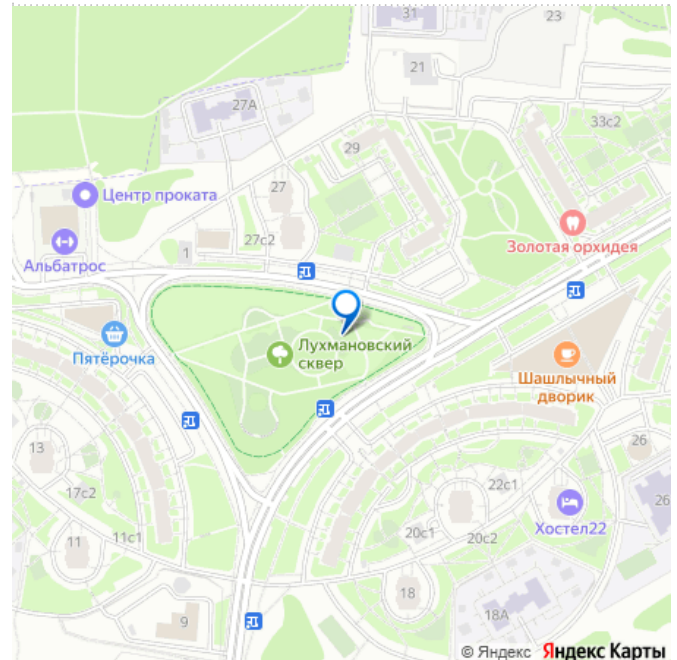 31
23
21
27А
33с2
29
Центр проката
27
Золотая орхидея
27с2
1
Альбатрос
Лухмановский
сквер
Пятёрочка
Шашлычный
дворик
13
26
17с2
22с1
26
Хостел22
11
11с1
20с1
20с2
18
18А
9
© Яндекс Яндекс Карты